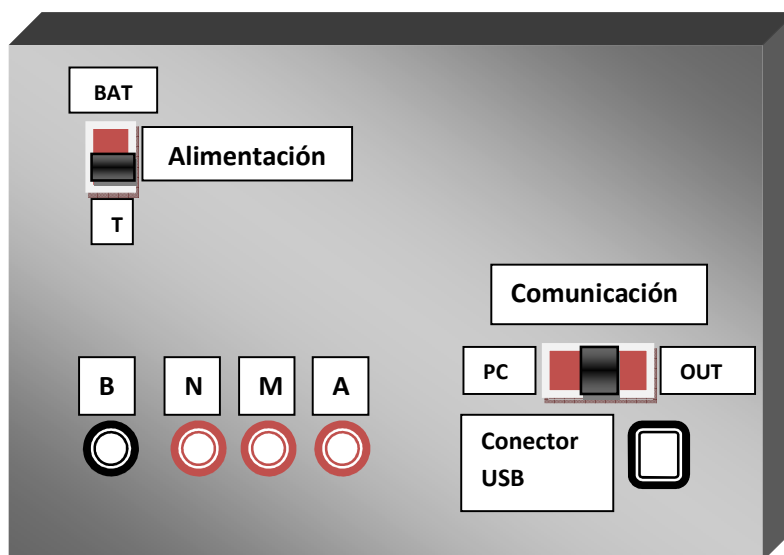 BAT
Alimentación
T
Comunicación
PC
OUT
B
N
M
A
Conector
USB